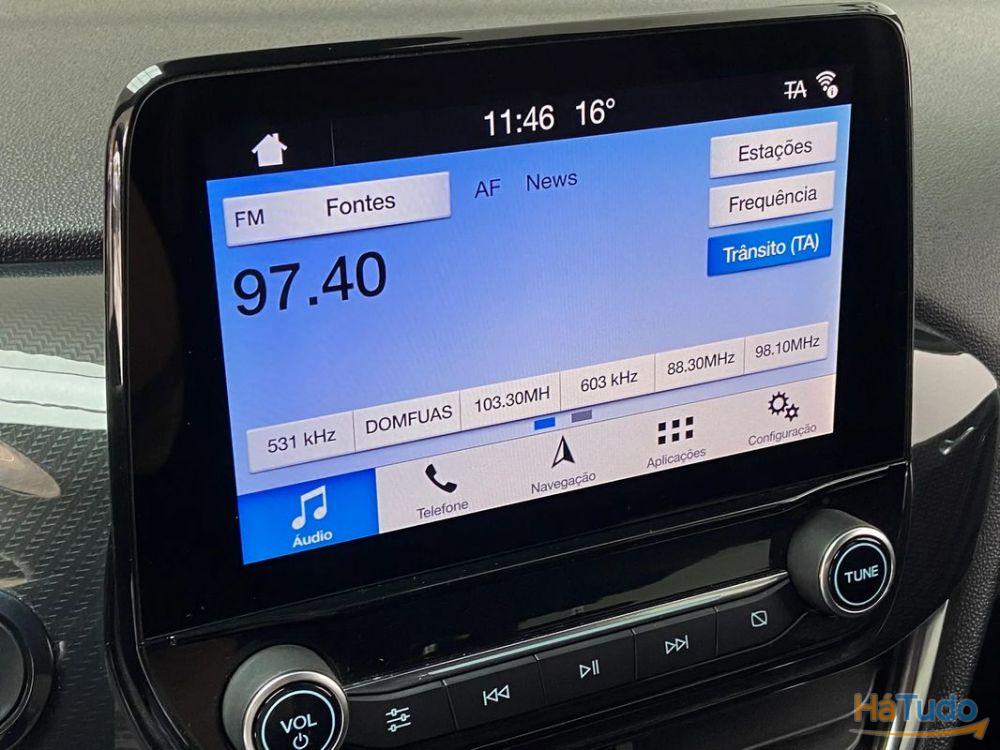 11:46 16° TA
FM Fontes AF News Estações
Frequência
97.40 Trânsito (TA)
531 kHz DOMFUAS 103.30MH 603 kHz 88.30MHz 98.10MHz
Áudio Telefone Navegação Aplicações Configuração
TUNE
VOL
HáTudo